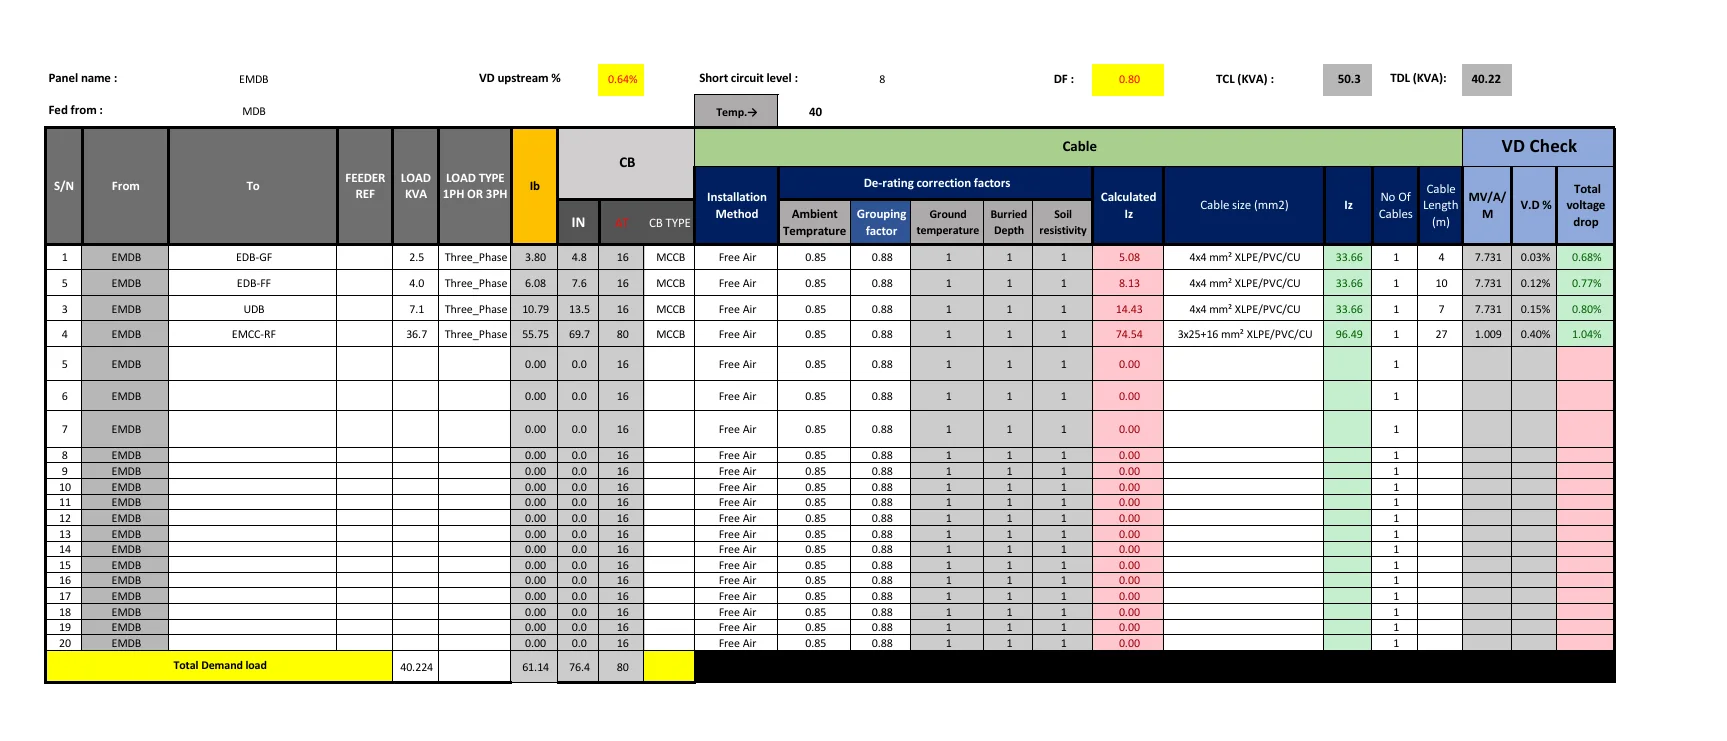 Panel name : EMDB VD upstream % 0.64% Short circuit level : 8 DF : 0.80 TCL (KVA) : 50.3 TDL (KVA): 40.22
Fed from : MDB Temp.→ 40
S/N From To FEEDER REF LOAD KVA LOAD TYPE 1PH OR 3PH Ib CB Cable VD Check
Installation Method De-rating correction factors Calculated Iz Cable size (mm2) Iz No Of Cables Cable Length (m) MV/A/M V.D % Total voltage drop
IN CB TYPE Ambient Temprature Grouping factor Ground temperature Burried Depth Soil resistivity
1 EMDB EDB-GF 2.5 Three_Phase 3.80 4.8 16 MCCB Free Air 0.85 0.88 1 1 1 5.08 4x4 mm² XLPE/PVC/CU 33.66 1 4 7.731 0.03% 0.68%
5 EMDB EDB-FF 4.0 Three_Phase 6.08 7.6 16 MCCB Free Air 0.85 0.88 1 1 1 8.13 4x4 mm² XLPE/PVC/CU 33.66 1 10 7.731 0.12% 0.77%
3 EMDB UDB 7.1 Three_Phase 10.79 13.5 16 MCCB Free Air 0.85 0.88 1 1 1 14.43 4x4 mm² XLPE/PVC/CU 33.66 1 7 7.731 0.15% 0.80%
4 EMDB EMCC-RF 36.7 Three_Phase 55.75 69.7 80 MCCB Free Air 0.85 0.88 1 1 1 74.54 3x25+16 mm² XLPE/PVC/CU 96.49 1 27 1.009 0.40% 1.04%
5 EMDB 0.00 0.0 16 Free Air 0.85 0.88 1 1 1 0.00 1
6 EMDB 0.00 0.0 16 Free Air 0.85 0.88 1 1 1 0.00 1
7 EMDB 0.00 0.0 16 Free Air 0.85 0.88 1 1 1 0.00 1
8 EMDB 0.00 0.0 16 Free Air 0.85 0.88 1 1 1 0.00 1
9 EMDB 0.00 0.0 16 Free Air 0.85 0.88 1 1 1 0.00 1
10 EMDB 0.00 0.0 16 Free Air 0.85 0.88 1 1 1 0.00 1
11 EMDB 0.00 0.0 16 Free Air 0.85 0.88 1 1 1 0.00 1
12 EMDB 0.00 0.0 16 Free Air 0.85 0.88 1 1 1 0.00 1
13 EMDB 0.00 0.0 16 Free Air 0.85 0.88 1 1 1 0.00 1
14 EMDB 0.00 0.0 16 Free Air 0.85 0.88 1 1 1 0.00 1
15 EMDB 0.00 0.0 16 Free Air 0.85 0.88 1 1 1 0.00 1
16 EMDB 0.00 0.0 16 Free Air 0.85 0.88 1 1 1 0.00 1
17 EMDB 0.00 0.0 16 Free Air 0.85 0.88 1 1 1 0.00 1
18 EMDB 0.00 0.0 16 Free Air 0.85 0.88 1 1 1 0.00 1
19 EMDB 0.00 0.0 16 Free Air 0.85 0.88 1 1 1 0.00 1
20 EMDB 0.00 0.0 16 Free Air 0.85 0.88 1 1 1 0.00 1
Total Demand load 40.224 61.14 76.4 80